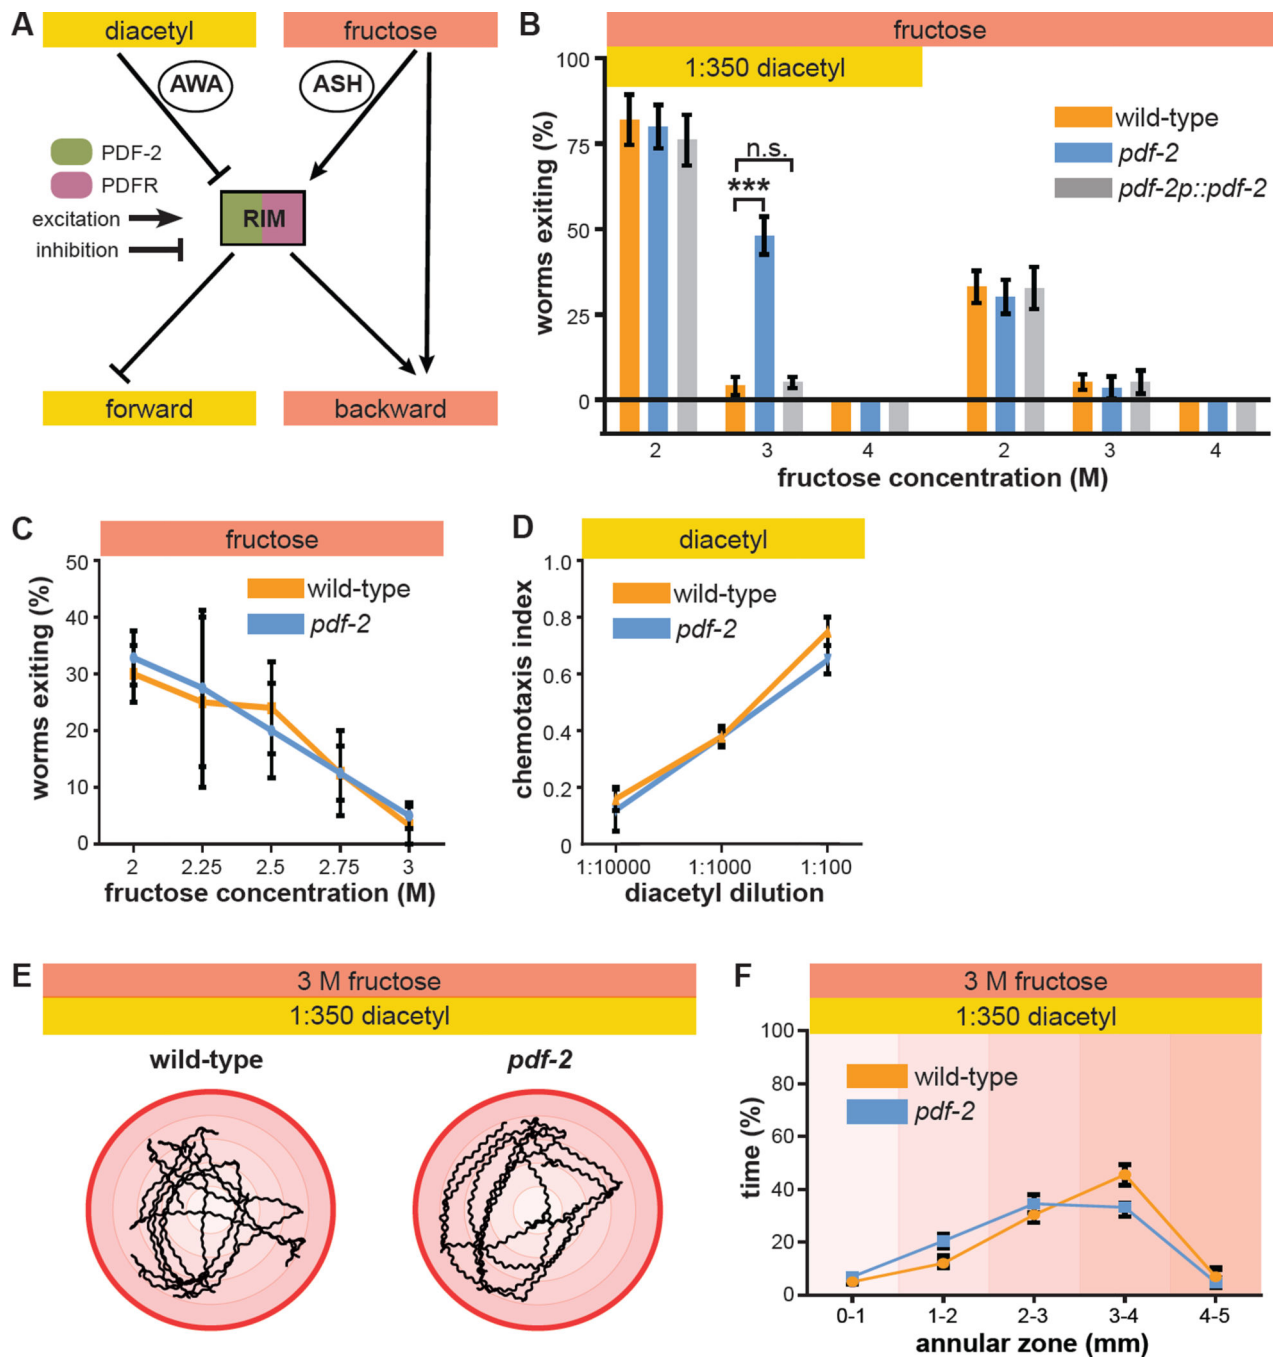 A
diacetyl
fructose
AWA
ASH
PDF-2
PDFR
excitation
inhibition
RIM
forward
backward
B
fructose
1:350 diacetyl
worms exiting (%)
100
75
50
25
0
n.s.
***
wild-type
pdf-2
pdf-2p::pdf-2
2 3 4 2 3 4
fructose concentration (M)
C
fructose
worms exiting (%)
50
40
30
20
10
0
wild-type
pdf-2
2 2.25 2.5 2.75 3
fructose concentration (M)
D
diacetyl
chemotaxis index
1.0
0.8
0.6
0.4
0.2
0
wild-type
pdf-2
1:10000 1:1000 1:100
diacetyl dilution
E
3 M fructose
1:350 diacetyl
wild-type
pdf-2
F
3 M fructose
1:350 diacetyl
time (%)
100
80
60
40
20
0
wild-type
pdf-2
0-1 1-2 2-3 3-4 4-5
annular zone (mm)